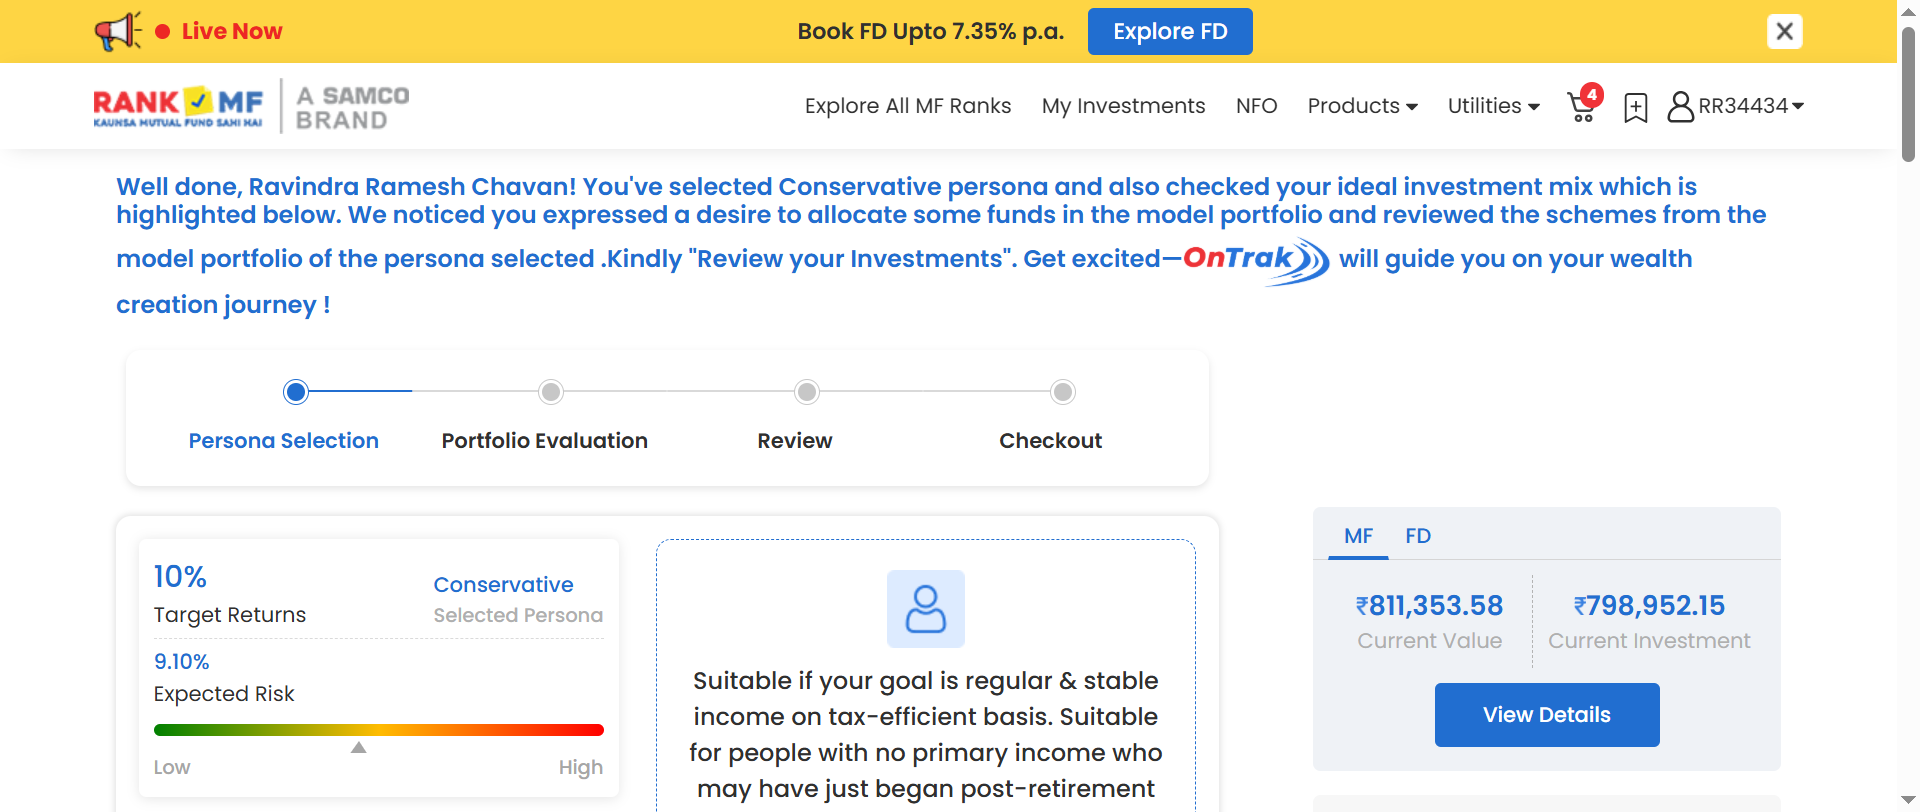 Live Now
Book FD Upto 7.35% p.a.
Explore FD
RANK MF
KAUNSA MUTUAL FUND SAHI HAI
A SAMCO
BRAND
Explore All MF Ranks
My Investments
NFO
Products
Utilities
4
RR34434
Well done, Ravindra Ramesh Chavan! You've selected Conservative persona and also checked your ideal investment mix which is
highlighted below. We noticed you expressed a desire to allocate some funds in the model portfolio and reviewed the schemes from the
model portfolio of the persona selected .Kindly "Review your Investments". Get excited—OnTrak will guide you on your wealth
creation journey !
Persona Selection
Portfolio Evaluation
Review
Checkout
10%
Target Returns
Conservative
Selected Persona
9.10%
Expected Risk
Low
High
Suitable if your goal is regular & stable
income on tax-efficient basis. Suitable
for people with no primary income who
may have just began post-retirement
MF
FD
₹811,353.58
Current Value
₹798,952.15
Current Investment
View Details